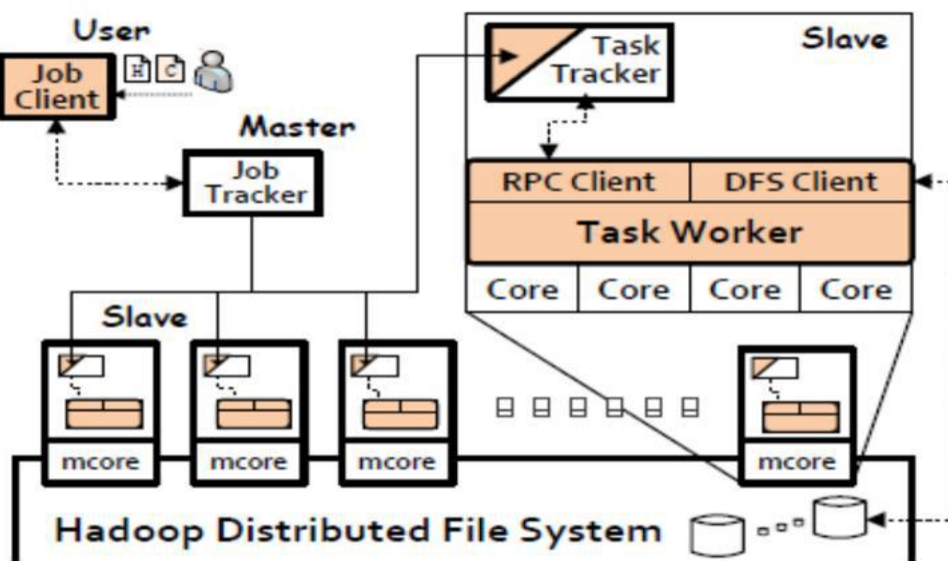 User
Job
Client
H C
Master
Job
Tracker
Slave
Task
Tracker
RPC Client DFS Client
Task Worker
Core Core Core Core
Slave
mcore mcore mcore mcore
Hadoop Distributed File System